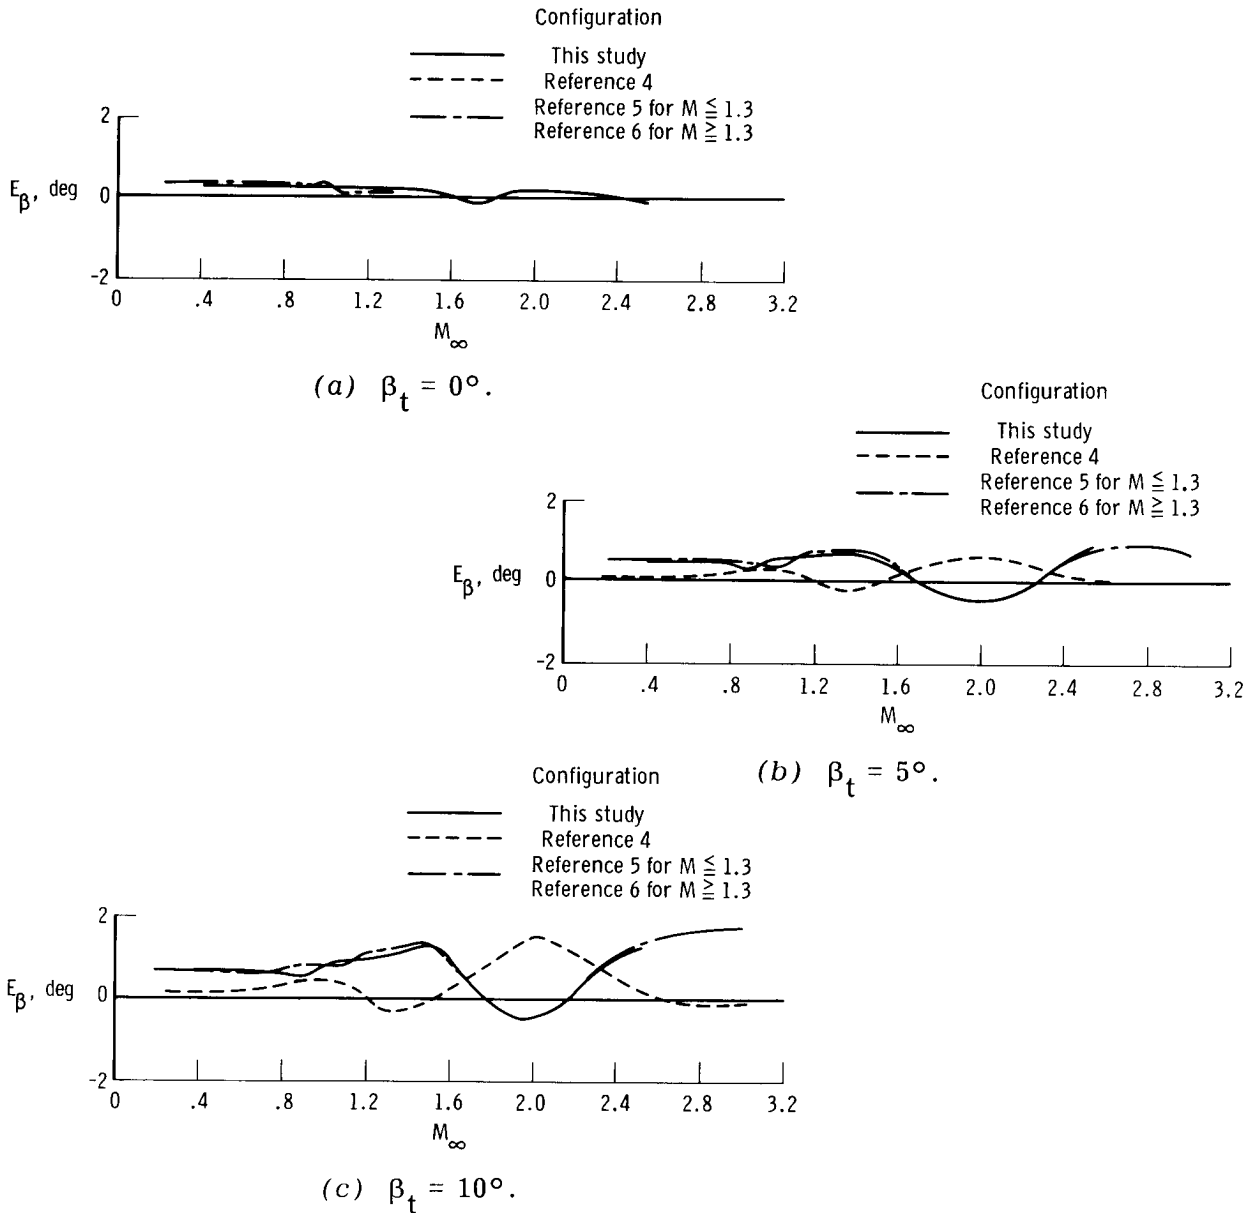 Configuration
This study
Reference 4
Reference 5 for M ≦ 1.3
Reference 6 for M ≧ 1.3
2
E_β, deg
0
-2
0 .4 .8 1.2 1.6 2.0 2.4 2.8 3.2
M_∞
(a) β_t = 0°.
Configuration
This study
Reference 4
Reference 5 for M ≦ 1.3
Reference 6 for M ≧ 1.3
2
E_β, deg
0
-2
0 .4 .8 1.2 1.6 2.0 2.4 2.8 3.2
M_∞
(b) β_t = 5°.
Configuration
This study
Reference 4
Reference 5 for M ≦ 1.3
Reference 6 for M ≧ 1.3
2
E_β, deg
0
-2
0 .4 .8 1.2 1.6 2.0 2.4 2.8 3.2
M_∞
(c) β_t = 10°.